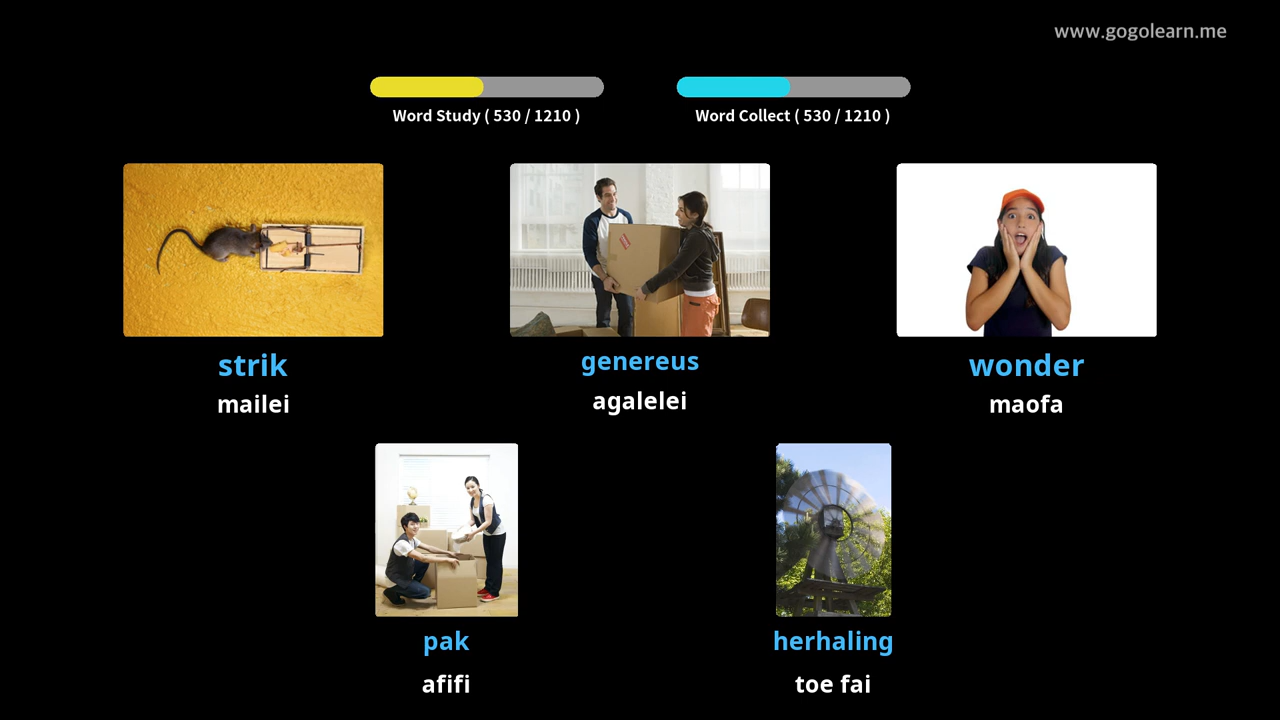 www.gogolearn.me
Word Study ( 530 / 1210 )
Word Collect ( 530 / 1210 )
strik
mailei
genereus
agalelei
wonder
maofa
pak
afifi
herhaling
toe fai